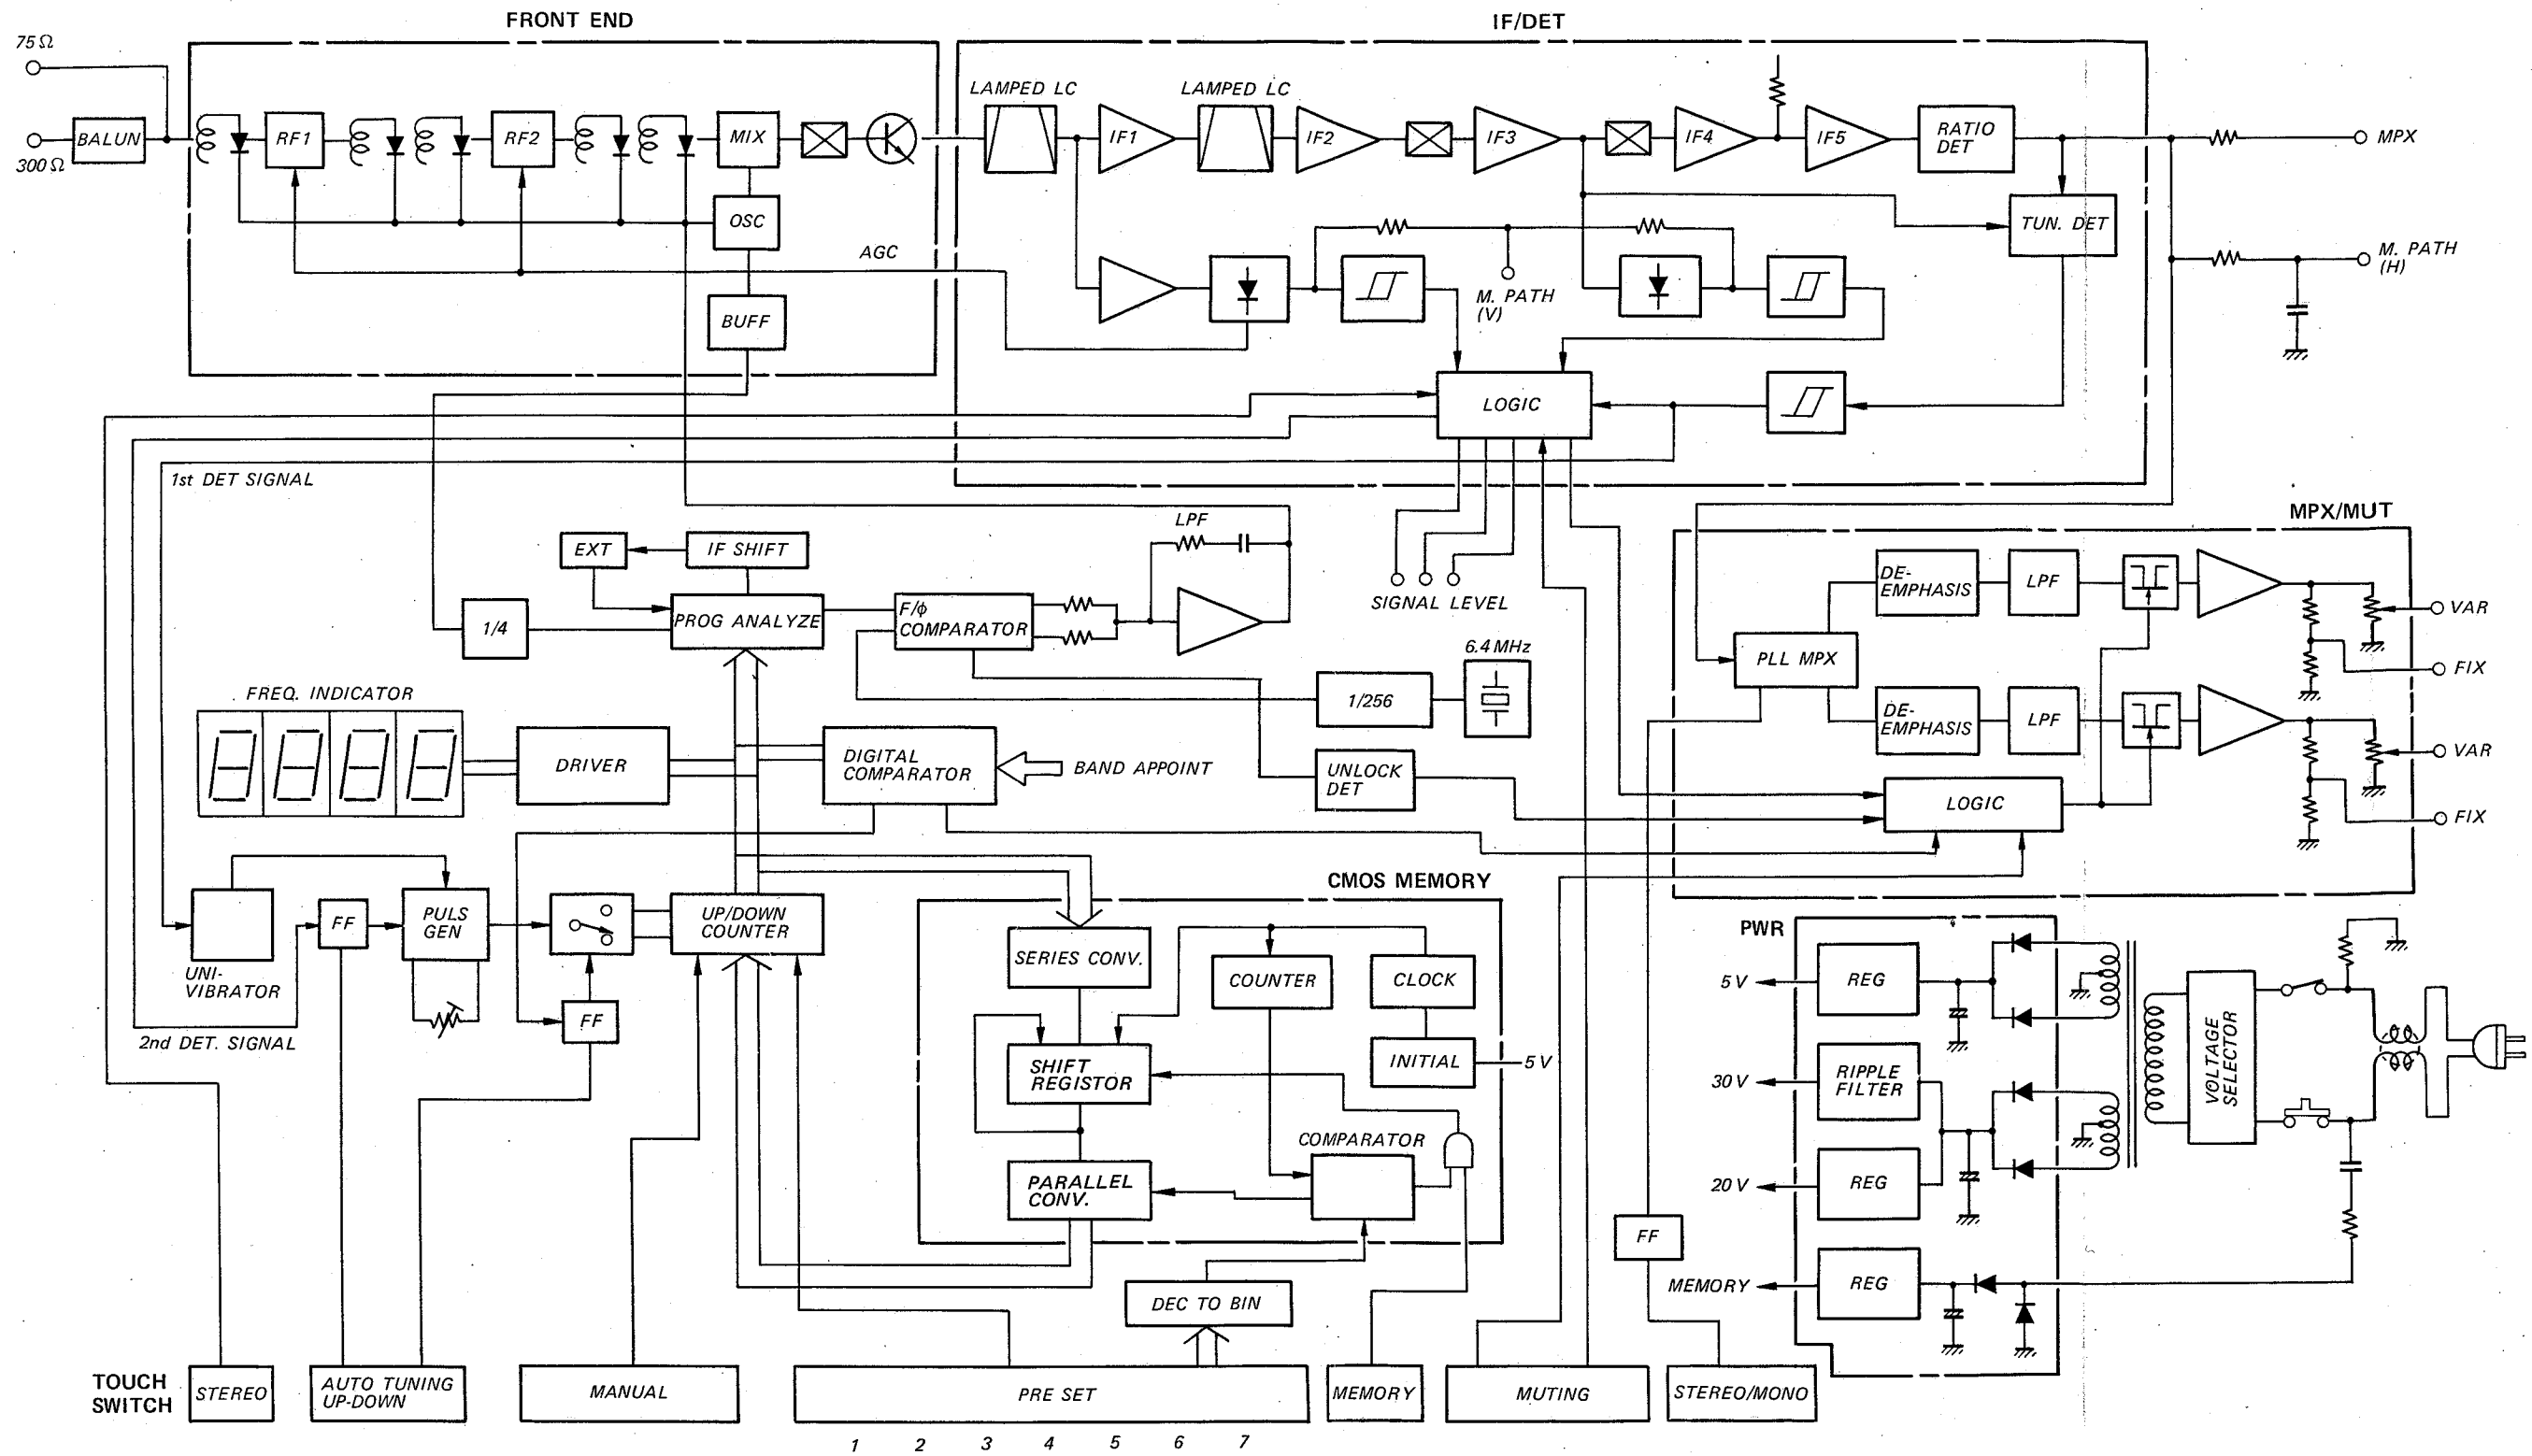 FRONT END
IF/DET
75 Ω
300 Ω
BALUN
RF1
RF2
MIX
OSC
BUFF
AGC
LAMPED LC
LAMPED LC
IF1
IF2
IF3
IF4
IF5
RATIO
DET
TUN. DET
MPX
M. PATH
(H)
M. PATH
(V)
LOGIC
1st DET SIGNAL
EXT
IF SHIFT
LPF
1/4
PROG ANALYZE
F/φ
COMPARATOR
SIGNAL LEVEL
6.4 MHz
1/256
MPX/MUT
DE-
EMPHASIS
LPF
VAR
FIX
PLL MPX
DE-
EMPHASIS
LPF
VAR
FIX
LOGIC
FREQ. INDICATOR
DRIVER
DIGITAL
COMPARATOR
BAND APPOINT
UNLOCK
DET
UNI-
VIBRATOR
FF
PULS
GEN
UP/DOWN
COUNTER
FF
2nd DET. SIGNAL
CMOS MEMORY
SERIES CONV.
COUNTER
CLOCK
SHIFT
REGISTOR
INITIAL
5 V
COMPARATOR
PARALLEL
CONV.
DEC TO BIN
PWR
5 V
REG
30 V
RIPPLE
FILTER
20 V
REG
MEMORY
REG
VOLTAGE
SELECTOR
FF
TOUCH
SWITCH
STEREO
AUTO TUNING
UP-DOWN
MANUAL
PRE SET
MEMORY
MUTING
STEREO/MONO
1 2 3 4 5 6 7